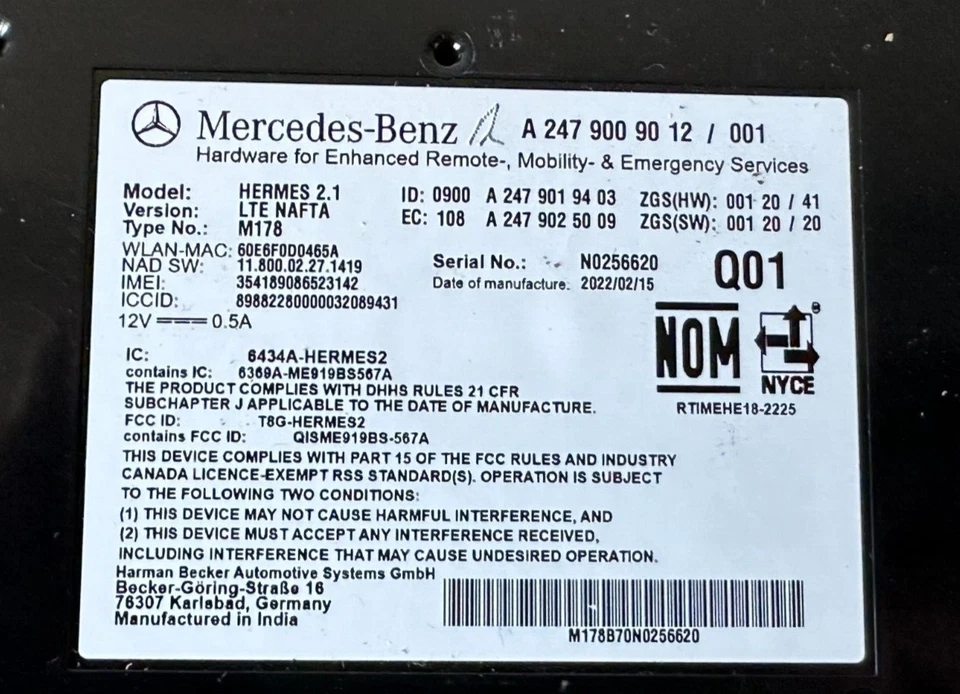 Mercedes-Benz A 247 900 90 12 / 001
Hardware for Enhanced Remote-, Mobility- & Emergency Services
Model: HERMES 2.1 ID: 0900 A 247 901 94 03 ZGS(HW): 001 20 / 41
Version: LTE NAFTA EC: 108 A 247 902 50 09 ZGS(SW): 001 20 / 20
Type No.: M178
WLAN-MAC: 60E6F0D0465A
NAD SW: 11.800.02.27.1419
IMEI: 354189086523142
ICCID: 89882280000032089431
Serial No.: N0256620
Date of manufacture: 2022/02/15
Q01
12V 0.5A
NOM
NYCE
®
RTIMEHE18-2225
IC: 6434A-HERMES2
contains IC: 6369A-ME919BS567A
THE PRODUCT COMPLIES WITH DHHS RULES 21 CFR
SUBCHAPTER J APPLICABLE TO THE DATE OF MANUFACTURE.
FCC ID: T8G-HERMES2
contains FCC ID: QISME919BS-567A
THIS DEVICE COMPLIES WITH PART 15 OF THE FCC RULES AND INDUSTRY
CANADA LICENCE-EXEMPT RSS STANDARD(S). OPERATION IS SUBJECT
TO THE FOLLOWING TWO CONDITIONS:
(1) THIS DEVICE MAY NOT CAUSE HARMFUL INTERFERENCE, AND
(2) THIS DEVICE MUST ACCEPT ANY INTERFERENCE RECEIVED,
INCLUDING INTERFERENCE THAT MAY CAUSE UNDESIRED OPERATION.
Harman Becker Automotive Systems GmbH
Becker-Göring-Straße 16
76307 Karlsbad, Germany
Manufactured in India
M178B70N0256620